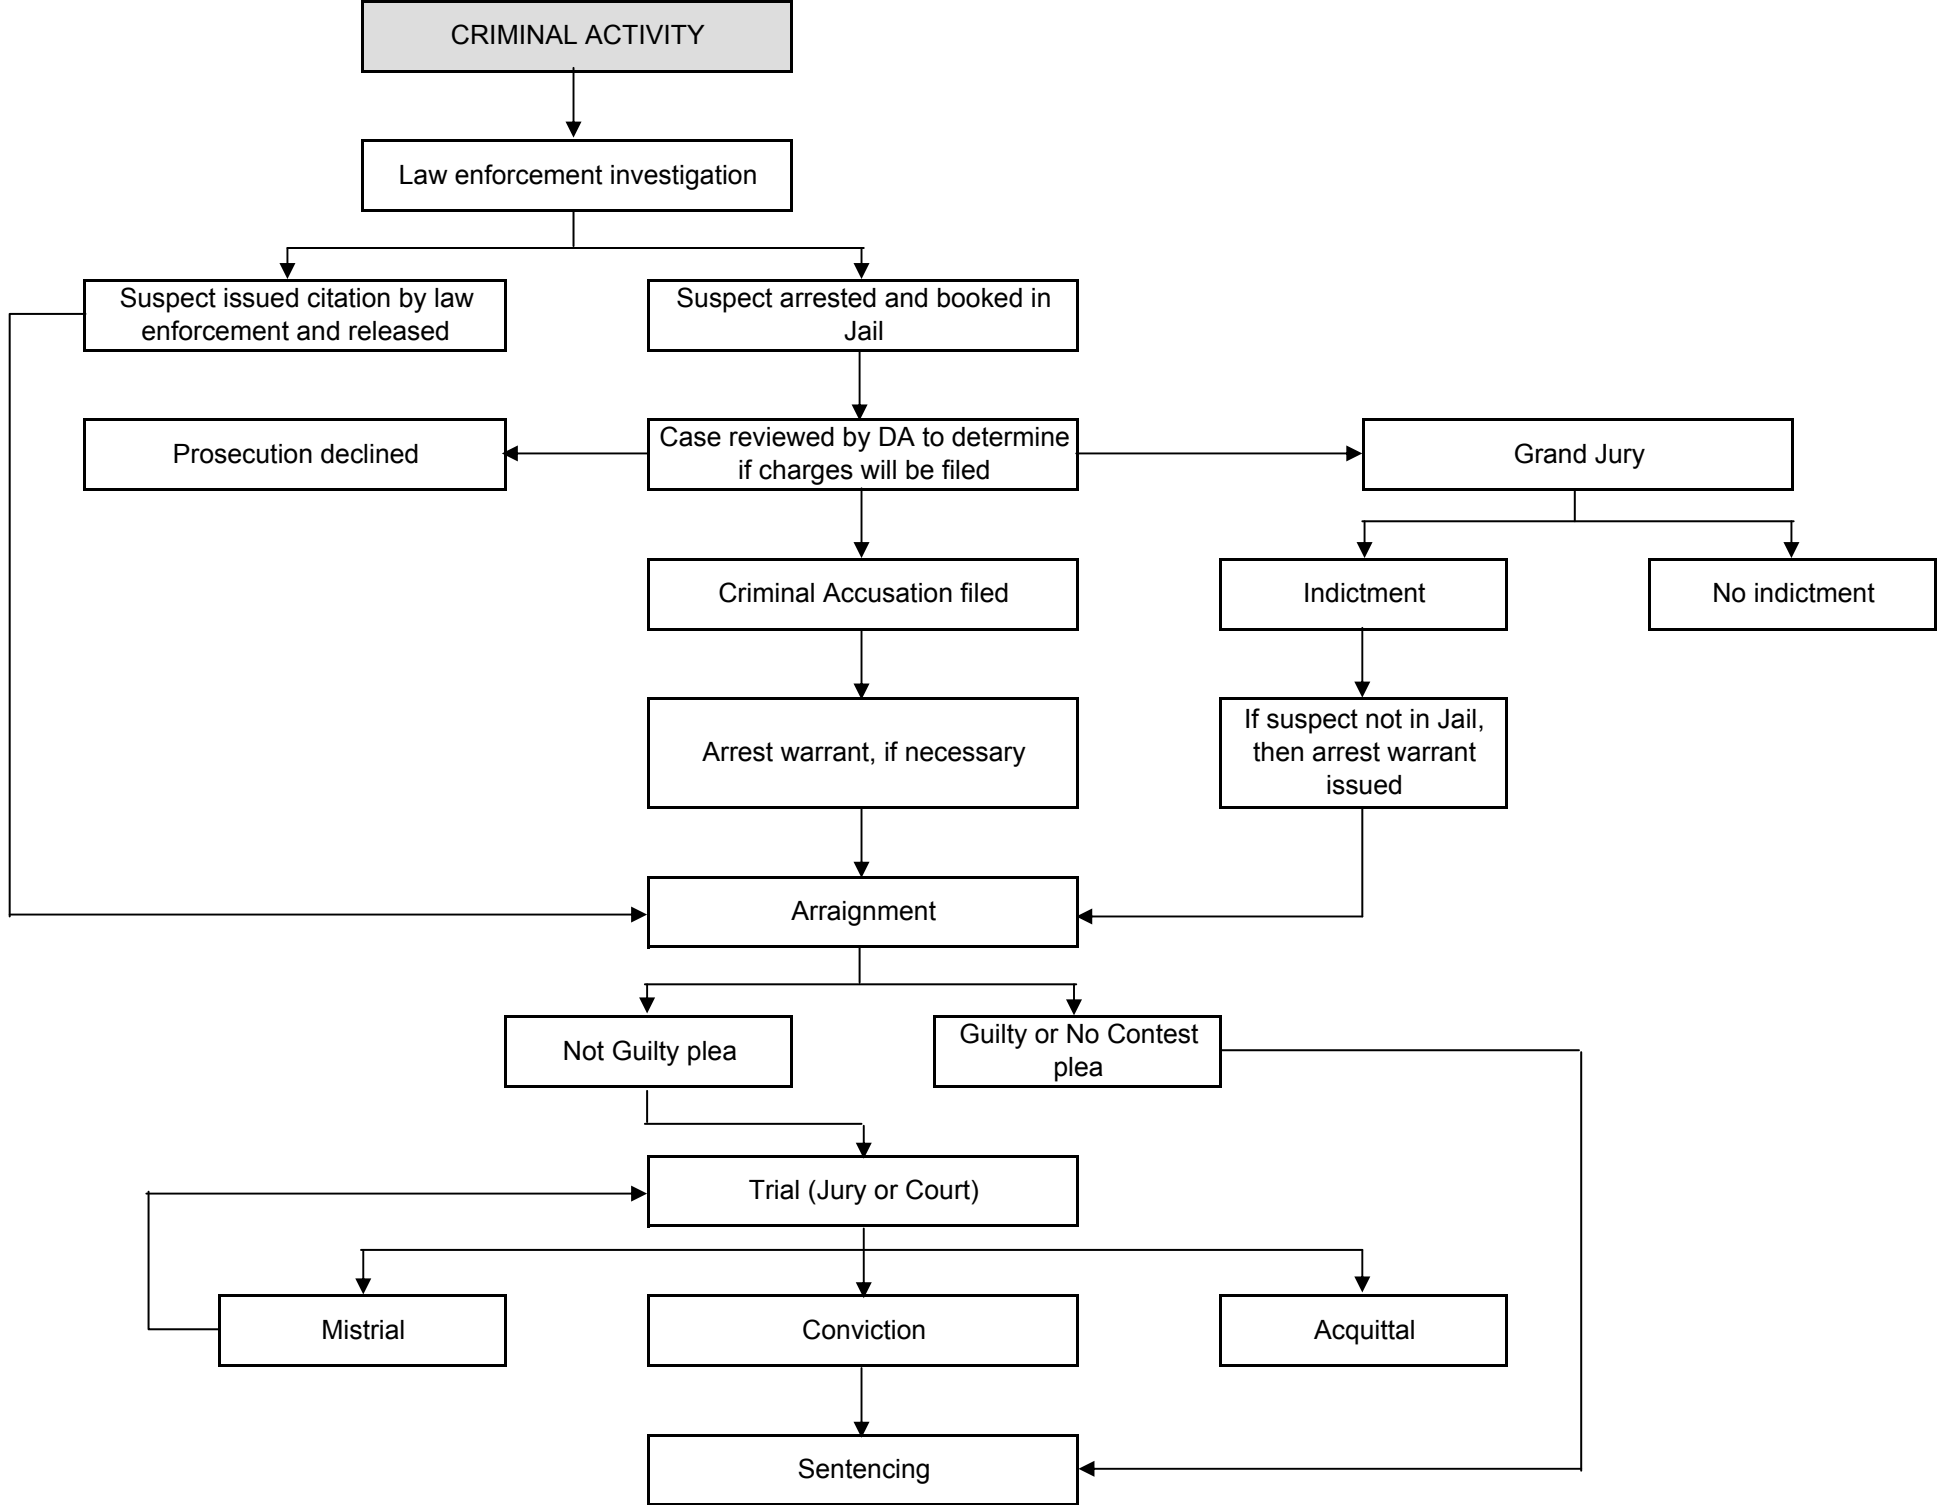 CRIMINAL ACTIVITY
Law enforcement investigation
Suspect issued citation by law
enforcement and released
Suspect arrested and booked in
Jail
Prosecution declined
Case reviewed by DA to determine
if charges will be filed
Grand Jury
Criminal Accusation filed
Indictment
No indictment
Arrest warrant, if necessary
If suspect not in Jail,
then arrest warrant
issued
Arraignment
Not Guilty plea
Guilty or No Contest
plea
Trial (Jury or Court)
Mistrial
Conviction
Acquittal
Sentencing